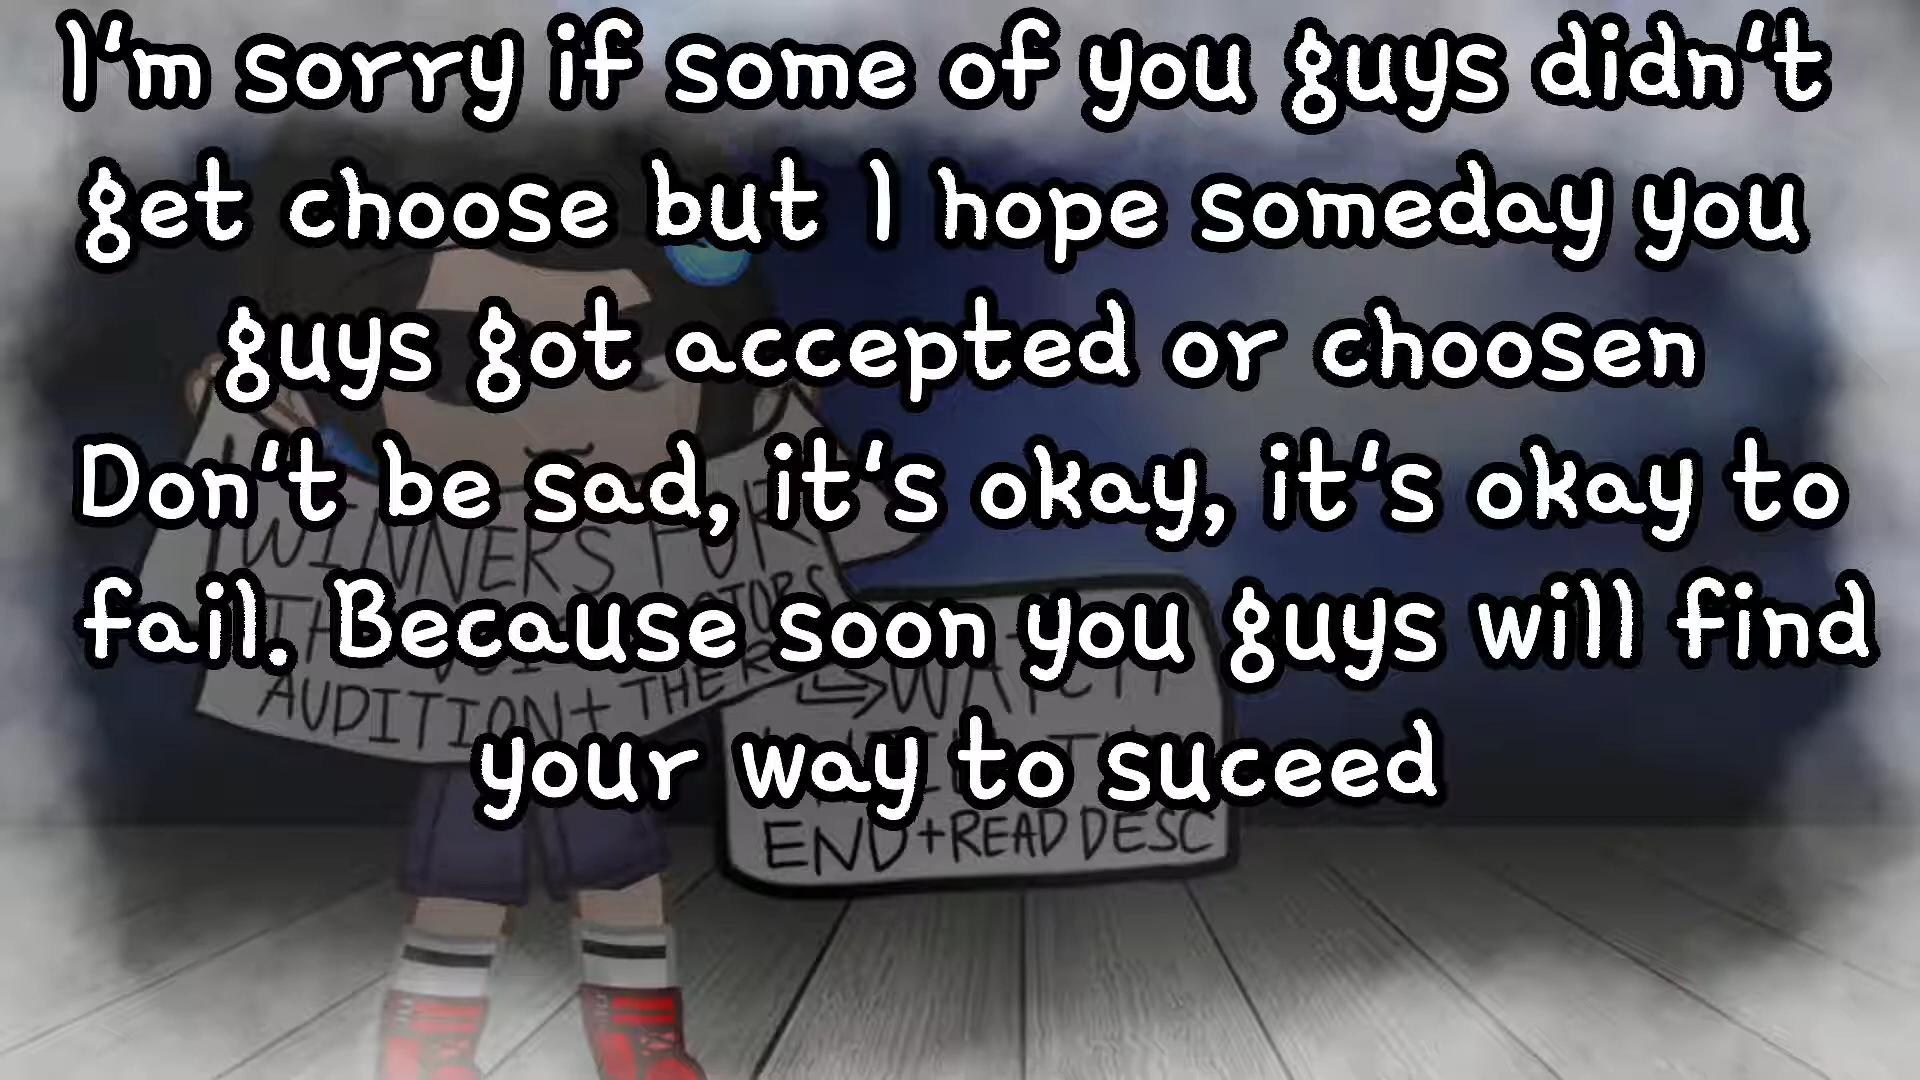 I'm sorry if some of you guys didn't
get choose but I hope someday you
guys got accepted or choosen
Don't be sad, it's okay, it's okay to
fail. Because soon you guys will find
your way to suceed
WINNERS FOR
AUDITION+ THE
END+READ DESC